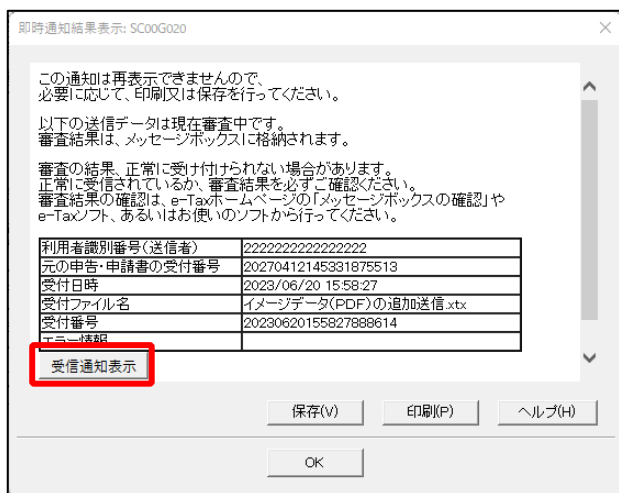 即時通知結果表示: SC00G020
この通知は再表示できませんので、
必要に応じて、印刷又は保存を行ってください。
以下の送信データは現在審査中です。
審査結果は、メッセージボックスに格納されます。
審査の結果、正常に受け付けられない場合があります。
正常に受信されているか、審査結果を必ずご確認ください。
審査結果の確認は、e-Taxホームページの「メッセージボックスの確認」や
e-Taxソフト、あるいはお使いのソフトから行ってください。
利用者識別番号(送信者) 2222222222222222
元の申告・申請書の受付番号 20270412145331875513
受付日時 2023/06/20 15:58:27
受付ファイル名 イメージデータ(PDF)の追加送信.xtx
受付番号 20230620155827888614
エラー情報
受信通知表示
保存(V) 印刷(P) ヘルプ(H)
OK